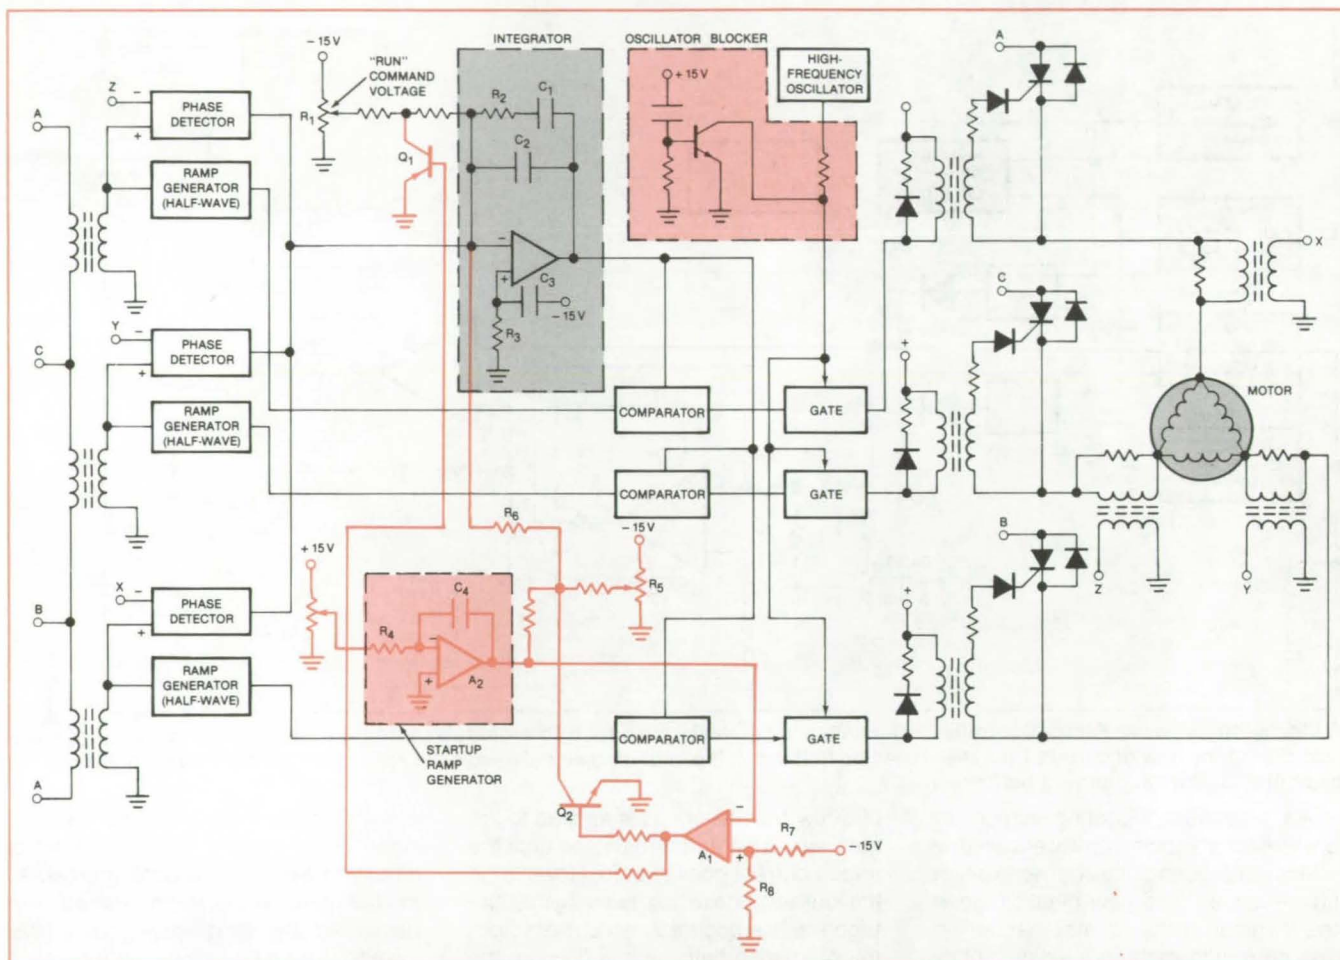 A
Z
−
+
PHASE
DETECTOR
RAMP
GENERATOR
(HALF-WAVE)
− 15 V
"RUN"
COMMAND
VOLTAGE
R1
Q1
INTEGRATOR
R2
C1
C2
−
+
C3
− 15 V
R3
OSCILLATOR BLOCKER
+ 15 V
HIGH-
FREQUENCY
OSCILLATOR
A
X
C
Y
−
+
PHASE
DETECTOR
RAMP
GENERATOR
(HALF-WAVE)
COMPARATOR
GATE
COMPARATOR
GATE
+
C
MOTOR
B
Z
Y
B
X
−
+
PHASE
DETECTOR
RAMP
GENERATOR
(HALF-WAVE)
A
+ 15 V
R4
C4
−
+
A2
STARTUP
RAMP
GENERATOR
R6
− 15 V
R5
COMPARATOR
GATE
+
Q2
A1
−
+
R7
− 15 V
R8